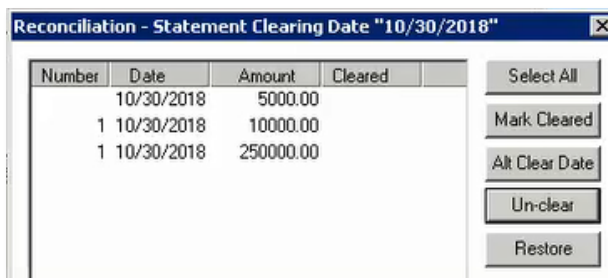 Reconciliation - Statement Clearing Date "10/30/2018"
Number Date Amount Cleared
10/30/2018 5000.00
1 10/30/2018 10000.00
1 10/30/2018 250000.00
Select All
Mark Cleared
Alt Clear Date
Un-clear
Restore